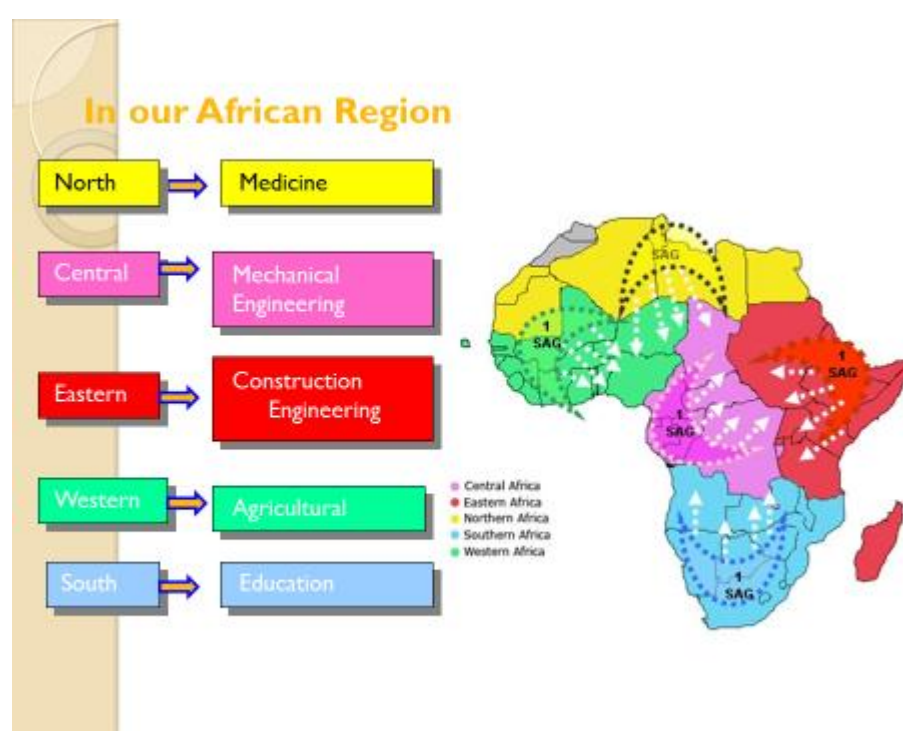 In our African Region
North
Medicine
Central
Mechanical
Engineering
Eastern
Construction
Engineering
Western
Agricultural
South
Education
1
SAG
1
SAG
1
SAG
1
SAG
1
SAG
Central Africa
Eastern Africa
Northern Africa
Southern Africa
Western Africa